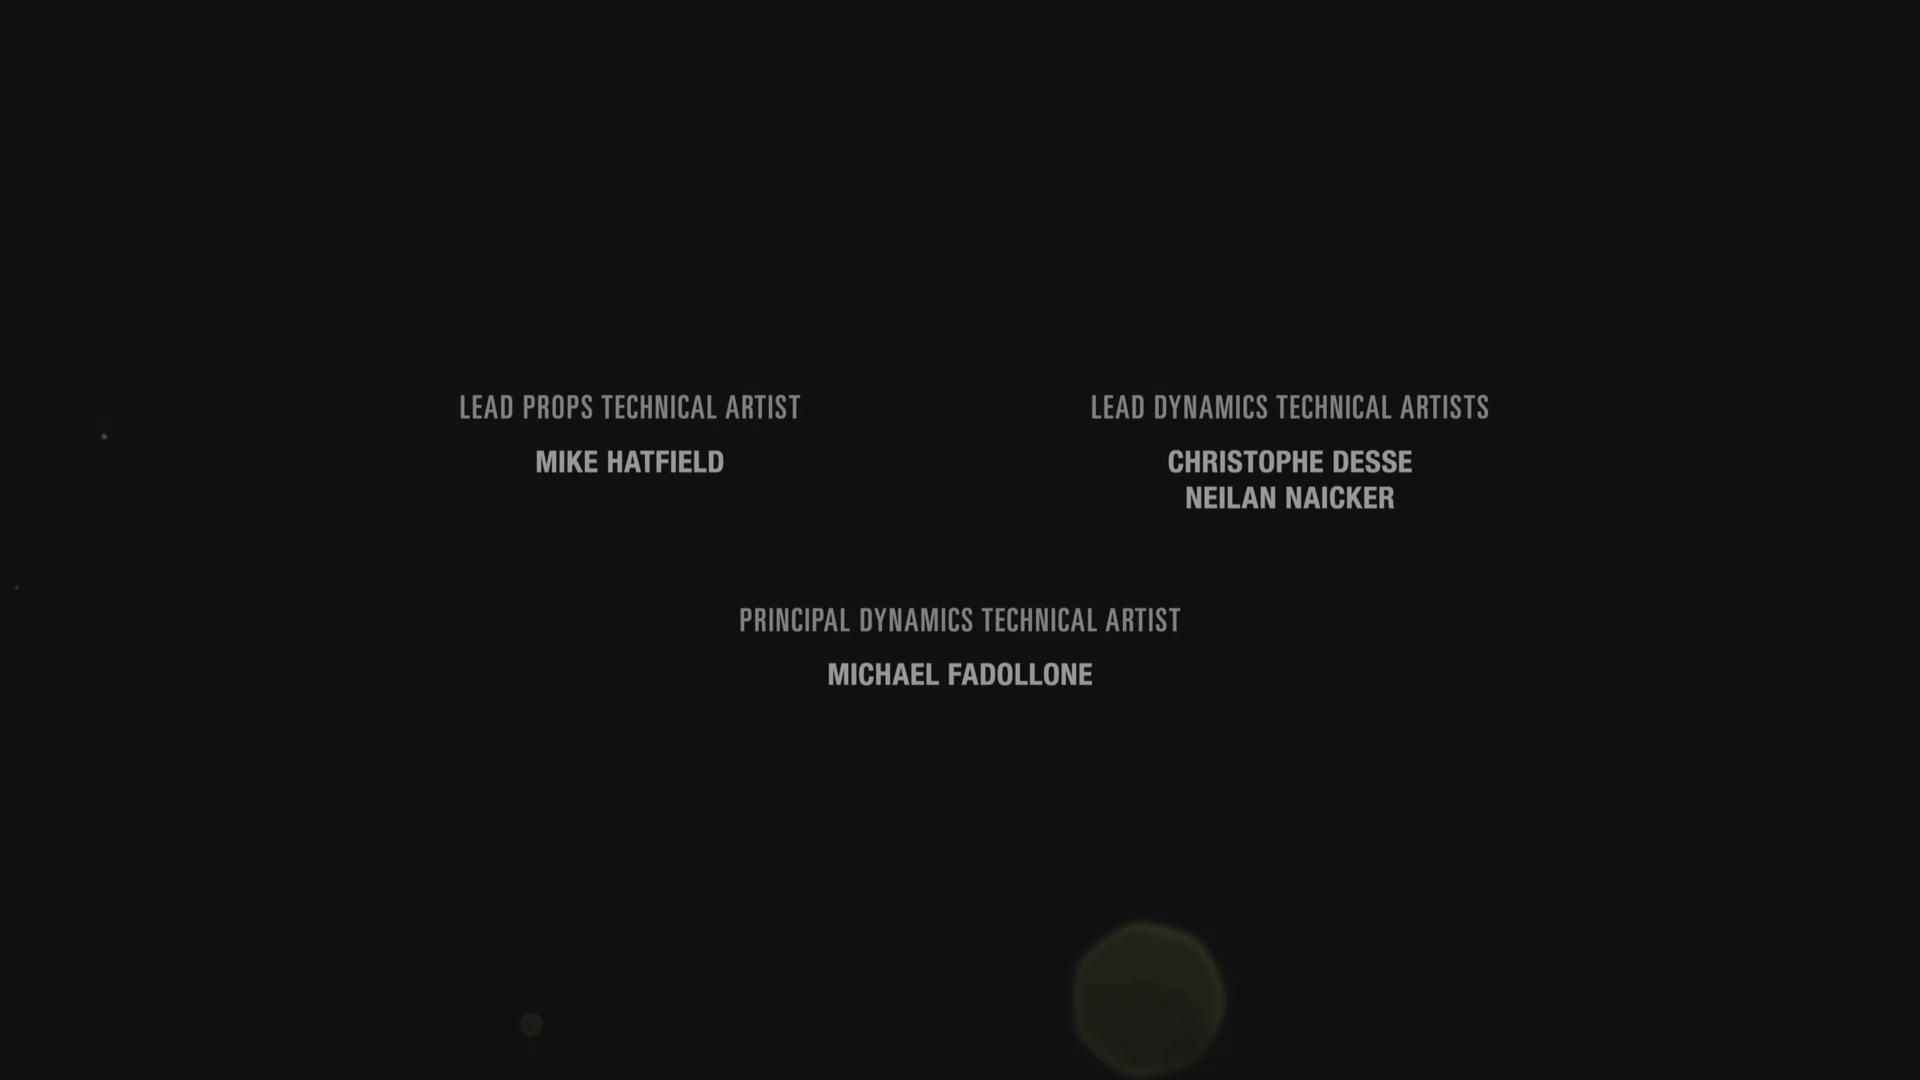 LEAD PROPS TECHNICAL ARTIST
MIKE HATFIELD
LEAD DYNAMICS TECHNICAL ARTISTS
CHRISTOPHE DESSE
NEILAN NAICKER
PRINCIPAL DYNAMICS TECHNICAL ARTIST
MICHAEL FADOLLONE